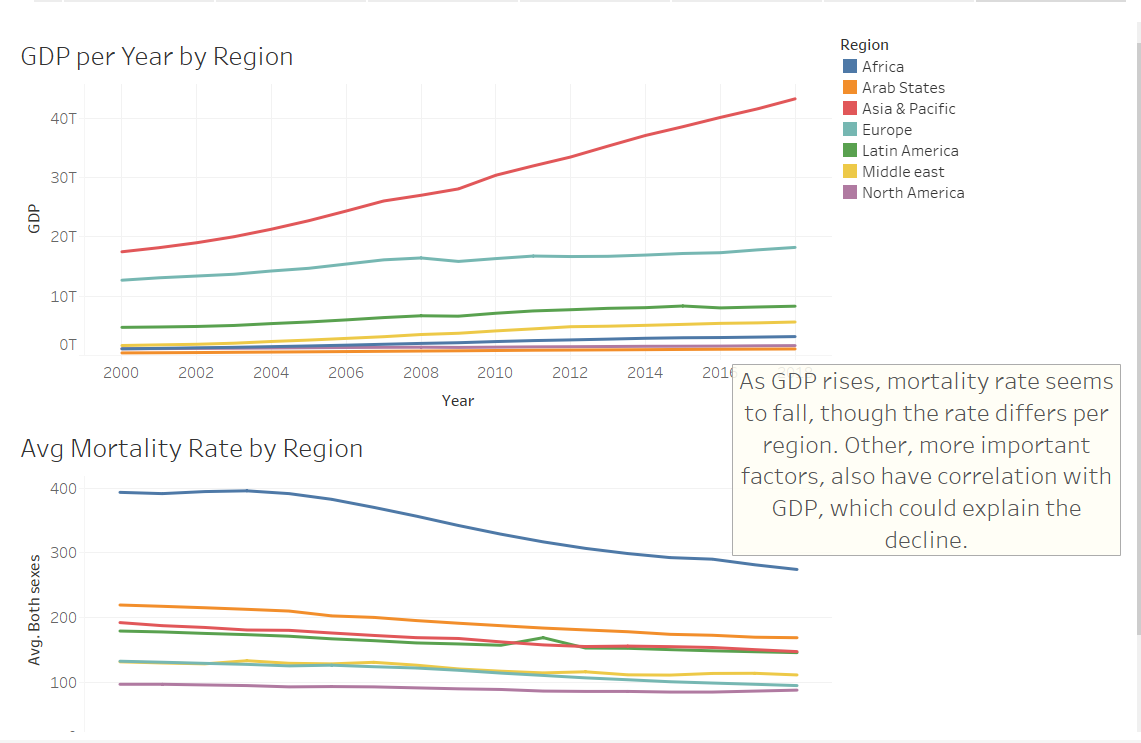 GDP per Year by Region
Region
Africa
Arab States
Asia & Pacific
Europe
Latin America
Middle east
North America
40T
30T
20T
10T
0T
GDP
2000 2002 2004 2006 2008 2010 2012 2014 2016
Year
As GDP rises, mortality rate seems
to fall, though the rate differs per
region. Other, more important
factors, also have correlation with
GDP, which could explain the
decline.
Avg Mortality Rate by Region
400
300
200
100
Avg. Both sexes